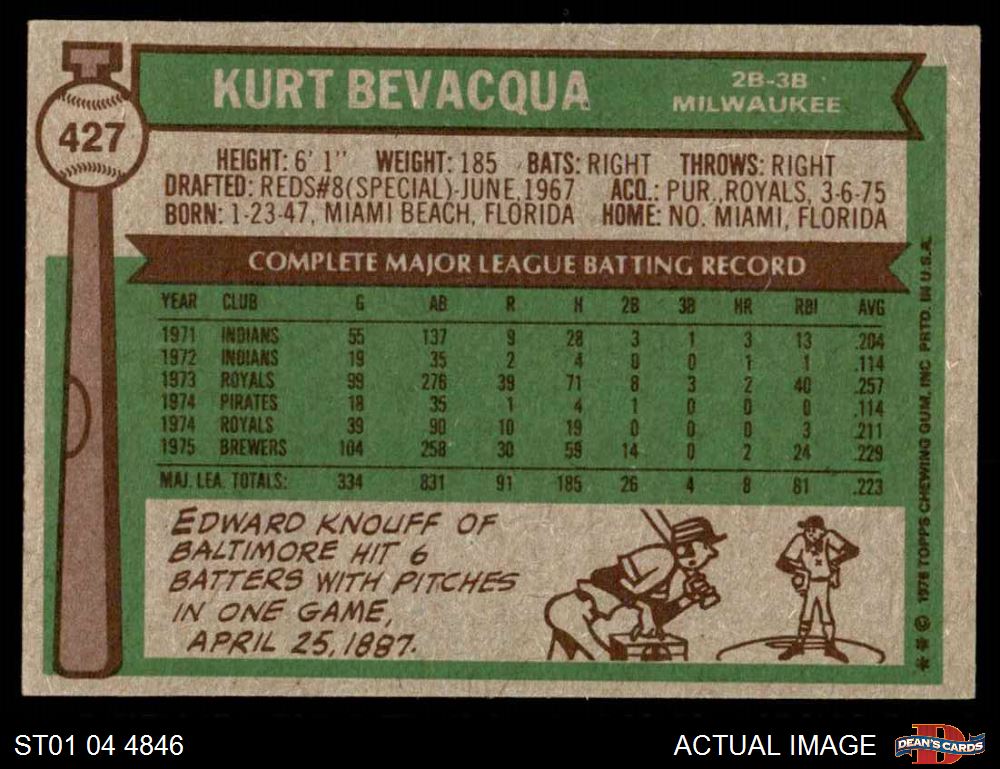 427
KURT BEVACQUA
2B-3B
MILWAUKEE
HEIGHT: 6' 1" WEIGHT: 185 BATS: RIGHT THROWS: RIGHT
DRAFTED: REDS#8(SPECIAL)-JUNE,1967 ACQ.: PUR.,ROYALS, 3-6-75
BORN: 1-23-47, MIAMI BEACH, FLORIDA HOME: NO. MIAMI, FLORIDA
COMPLETE MAJOR LEAGUE BATTING RECORD
YEAR CLUB G AB R H 2B 3B HR RBI AVG
1971 INDIANS 55 137 9 28 3 1 3 13 .204
1972 INDIANS 19 35 2 4 0 0 1 1 .114
1973 ROYALS 99 276 39 71 8 3 2 40 .257
1974 PIRATES 18 35 1 4 1 0 0 0 .114
1974 ROYALS 39 90 10 19 0 0 0 3 .211
1975 BREWERS 104 258 30 59 14 0 2 24 .229
MAJ. LEA. TOTALS: 334 831 91 185 26 4 8 81 .223
EDWARD KNOUFF OF
BALTIMORE HIT 6
BATTERS WITH PITCHES
IN ONE GAME,
APRIL 25, 1887.
** © 1976 TOPPS CHEWING GUM, INC PRTD. IN U.S.A.
ST01 04 4846
ACTUAL IMAGE
D
DEAN'S CARDS